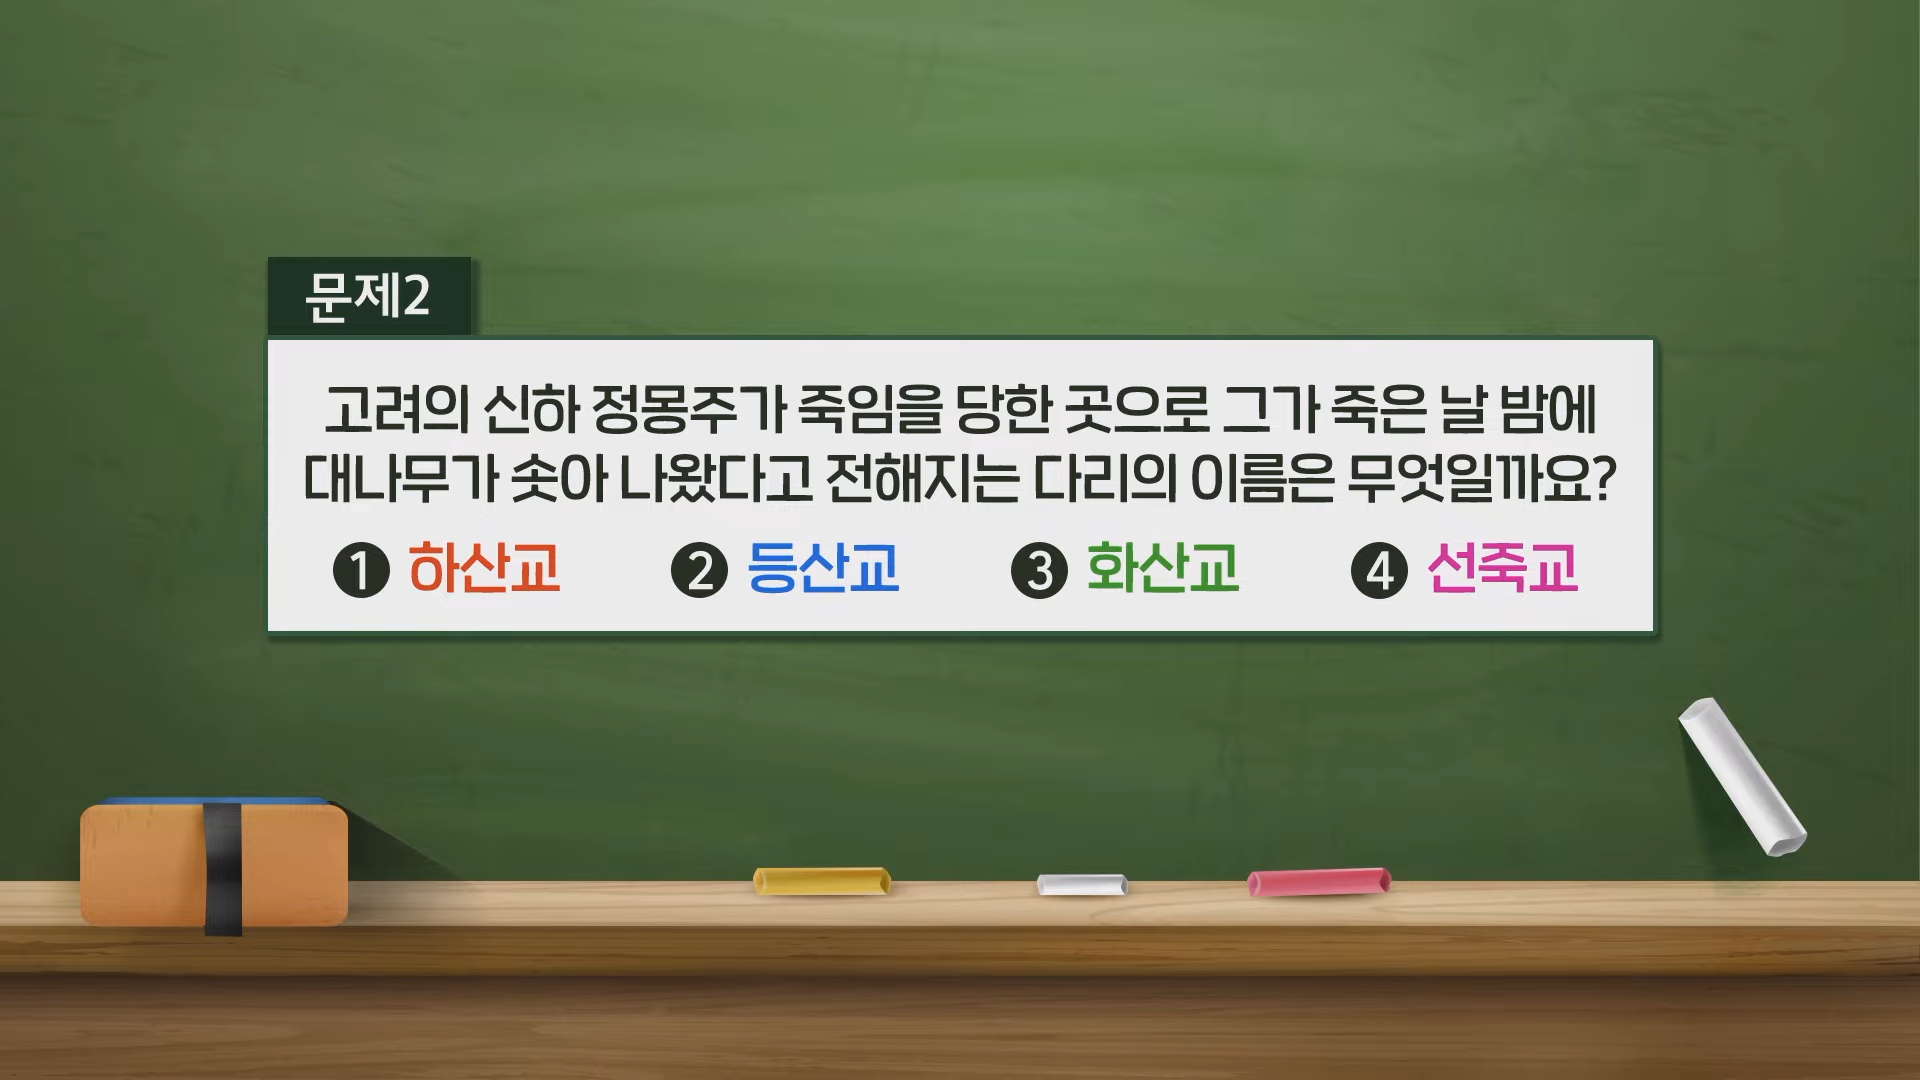 문제2
고려의 신하 정몽주가 죽임을 당한 곳으로 그가 죽은 날 밤에
대나무가 솟아 나왔다고 전해지는 다리의 이름은 무엇일까요?
❶ 하산교 ❷ 등산교 ❸ 화산교 ❹ 선죽교